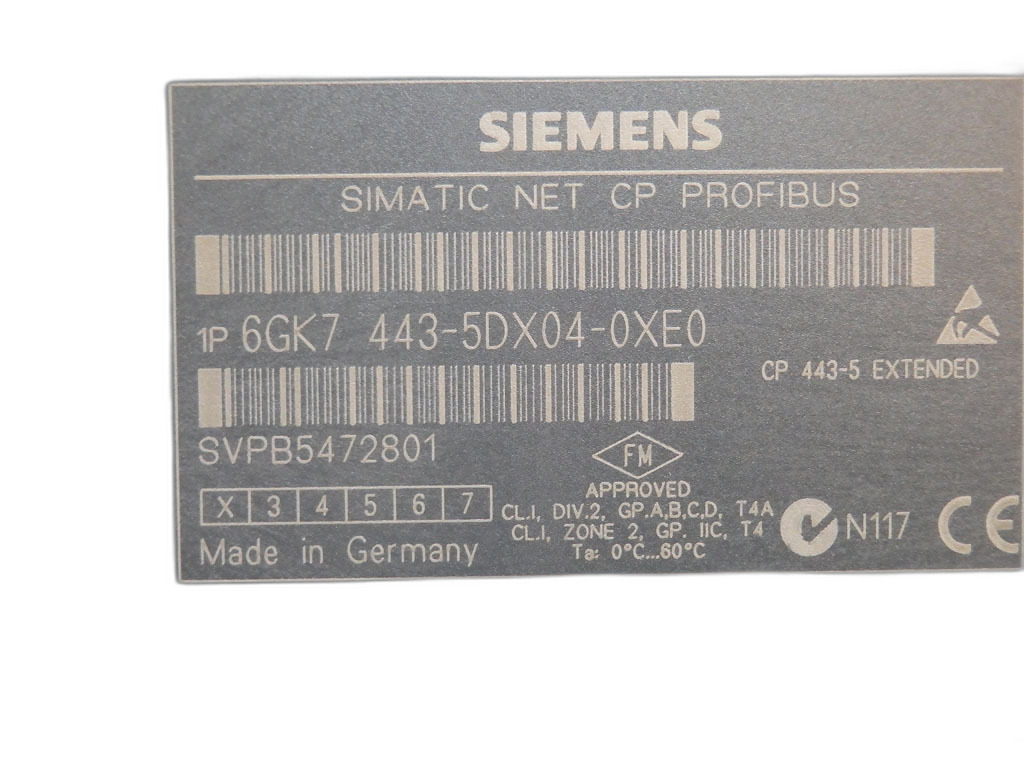 SIEMENS
SIMATIC NET CP PROFIBUS
1P 6GK7 443-5DX04-0XE0
CP 443-5 EXTENDED
SVPB5472801
FM
APPROVED
X 3 4 5 6 7
CL.I, DIV.2, GP.A,B,C,D, T4A
CL.I, ZONE 2, GP. IIC, T4
Ta: 0°C...60°C
N117
CE
Made in Germany